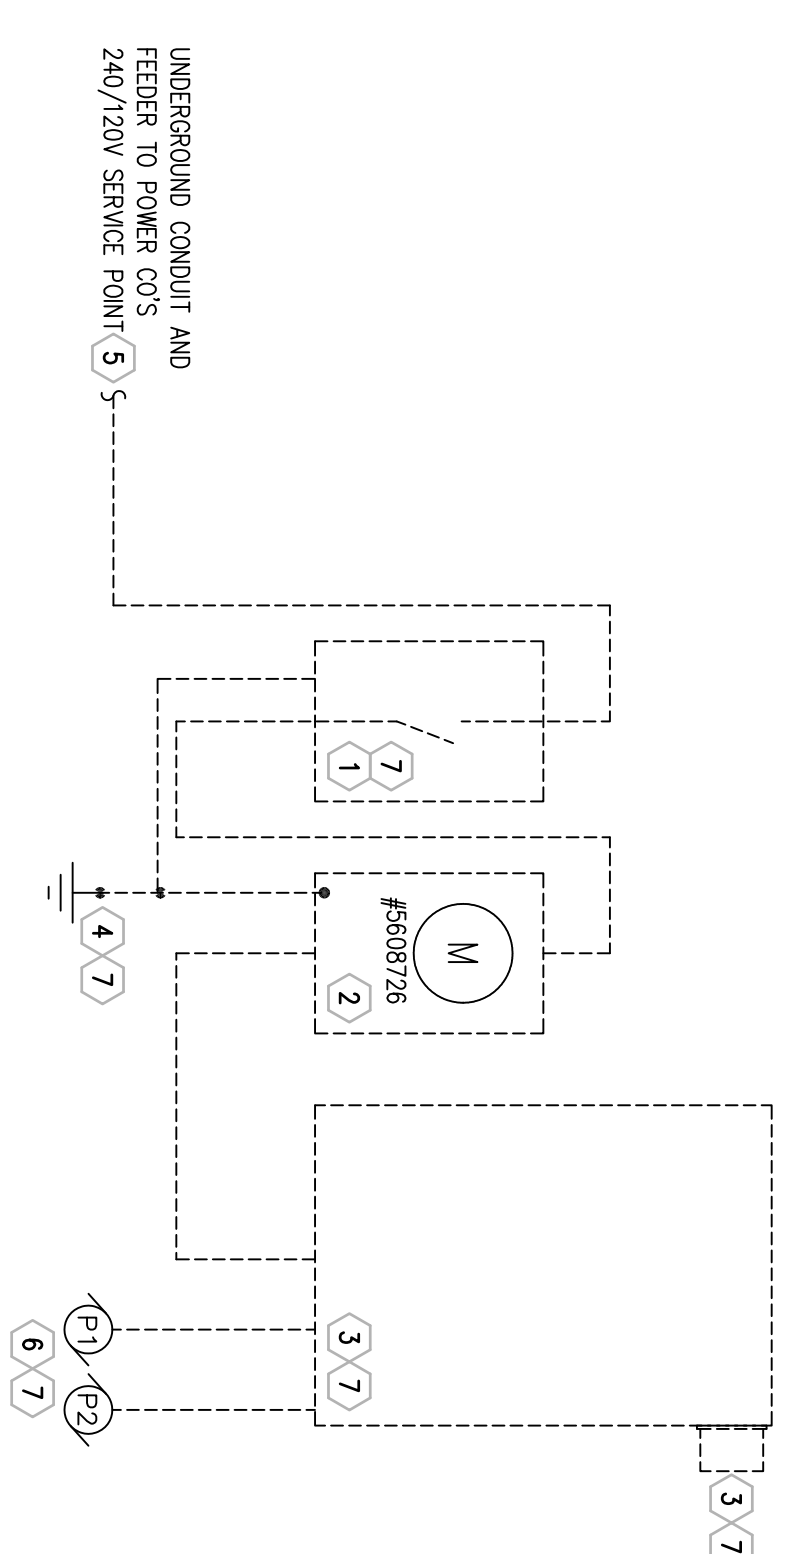 UNDERGROUND CONDUIT AND
FEEDER TO POWER CO'S
240/120V SERVICE POINT
5
7
1
M
#5608726
2
4
7
3
7
P1
P2
6
7
3
7